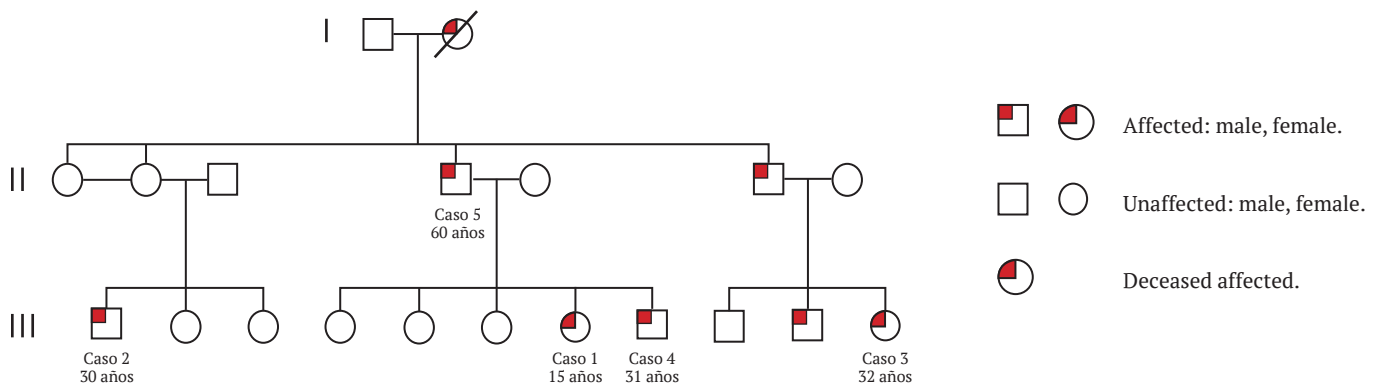 I
Affected: male, female.
II
Unaffected: male, female.
Caso 5
60 años
Deceased affected.
III
Caso 2
30 años
Caso 1
15 años
Caso 4
31 años
Caso 3
32 años